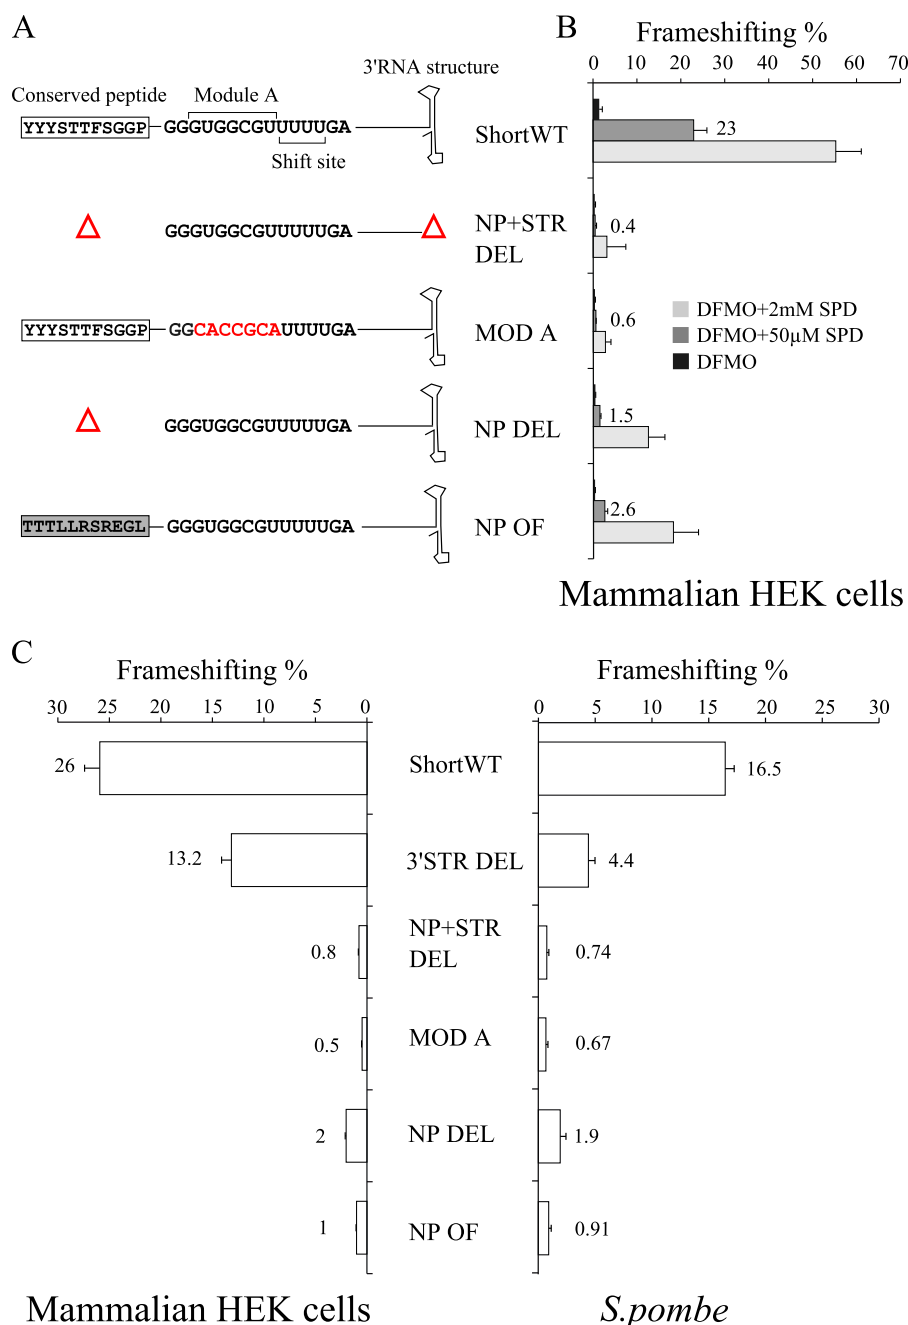 A
B
Frameshifting %
0 10 20 30 40 50 60 70
3'RNA structure
Conserved peptide
Module A
YYYSTTFSGGP
GGGUGGCGUUUUUGA
Shift site
ShortWT
23
GGGUGGCGUUUUUGA
NP+STR
DEL
0.4
YYYSTTFSGGP
GGCACCGCAUUUUGA
MOD A
0.6
DFMO+2mM SPD
DFMO+50µM SPD
DFMO
GGGUGGCGUUUUUGA
NP DEL
1.5
TTTLLRSREGL
GGGUGGCGUUUUUGA
NP OF
2.6
Mammalian HEK cells
C
Frameshifting %
30 25 20 15 10 5 0
Frameshifting %
0 5 10 15 20 25 30
26
ShortWT
16.5
13.2
3'STR DEL
4.4
0.8
NP+STR
DEL
0.74
0.5
MOD A
0.67
2
NP DEL
1.9
1
NP OF
0.91
Mammalian HEK cells
S.pombe